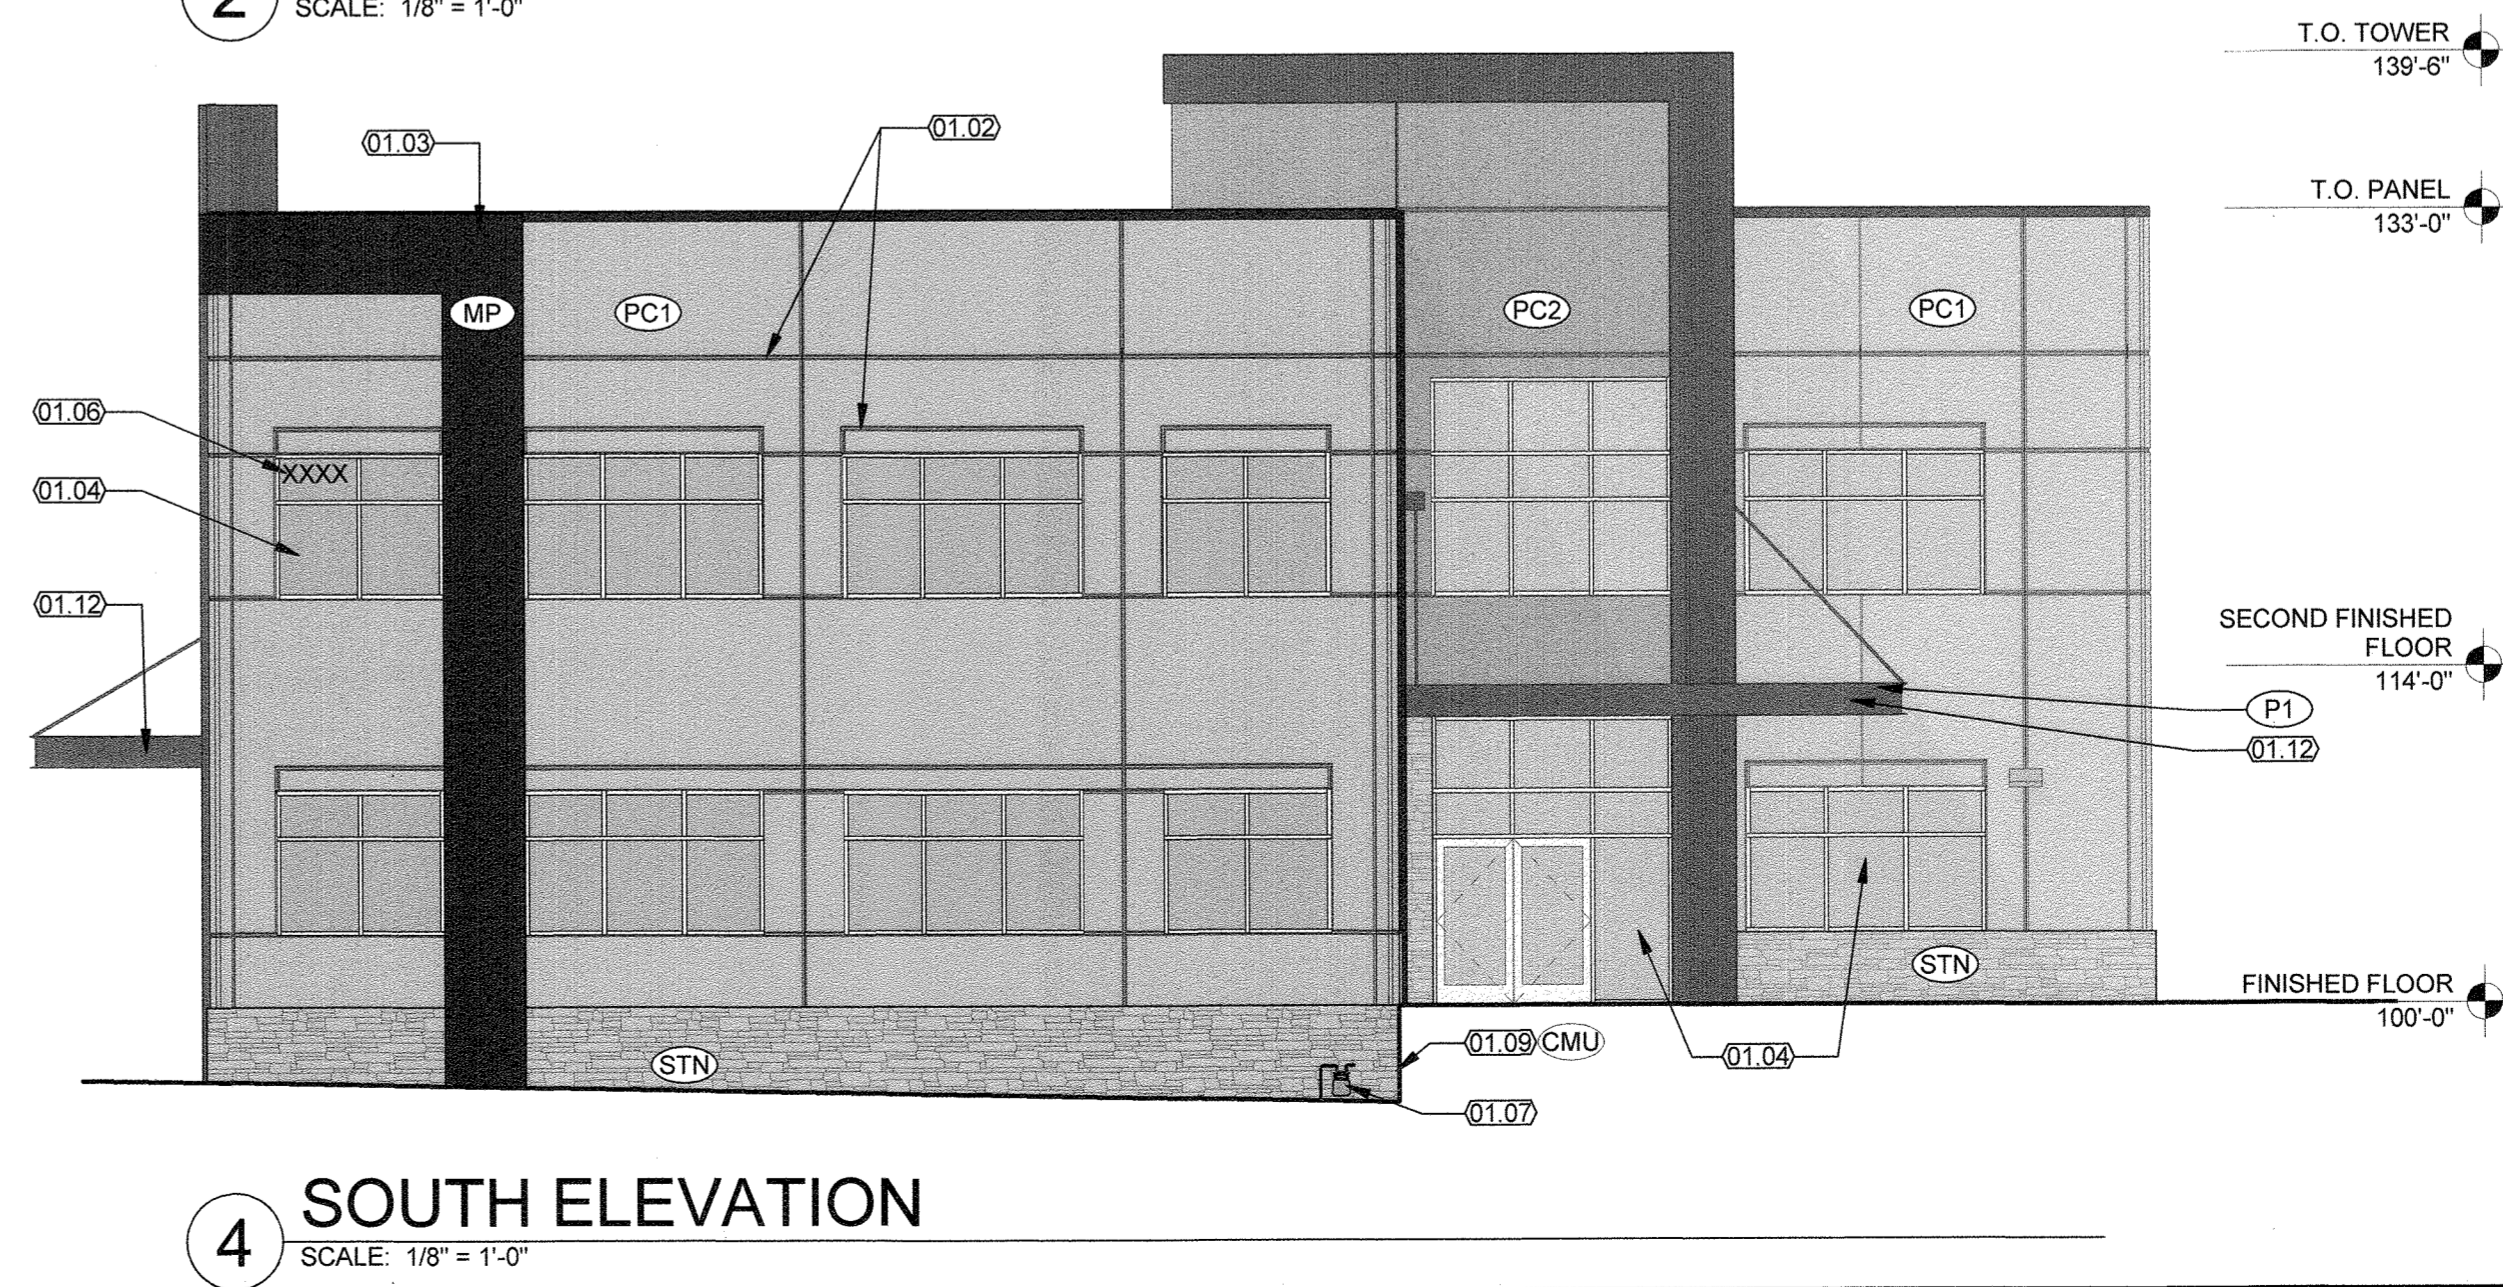 2
SCALE: 1/8" = 1'-0"
T.O. TOWER
139'-6"
01.03
01.02
T.O. PANEL
133'-0"
MP
PC1
PC2
PC1
01.06
XXXX
01.04
01.12
SECOND FINISHED
FLOOR
114'-0"
P1
01.12
STN
FINISHED FLOOR
100'-0"
STN
01.09
CMU
01.04
01.07
4
SOUTH ELEVATION
SCALE: 1/8" = 1'-0"